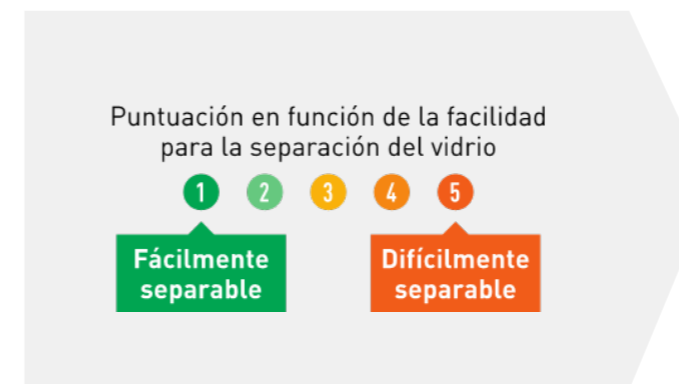 Puntuación en función de la facilidad
para la separación del vidrio
1 2 3 4 5
Fácilmente
separable
Difícilmente
separable